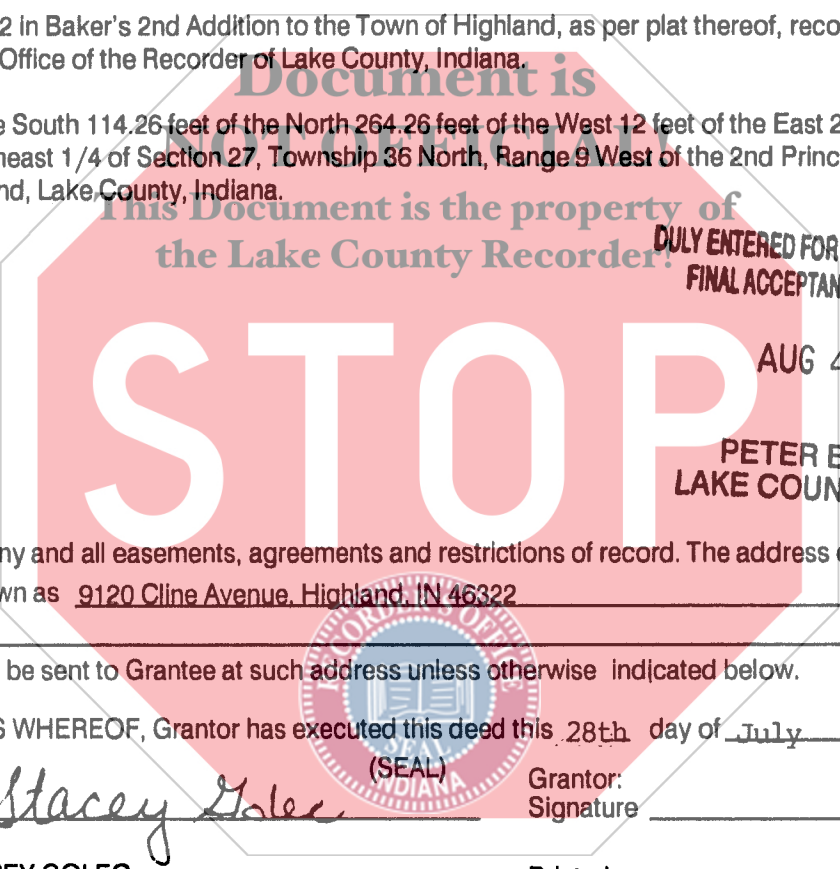 2 in Baker's 2nd Addition to the Town of Highland, as per plat thereof, reco
Office of the Recorder of Lake County, Indiana.
Document is
e South 114.26 feet of the North 264.26 feet of the West 12 feet of the East 2
NOT OFFICIAL!
heast 1/4 of Section 27, Township 36 North, Range 9 West of the 2nd Princ
nd, Lake County, Indiana.
This Document is the property of
the Lake County Recorder!
DULY ENTERED FOR
FINAL ACCEPTAN
STOP
AUG 4
PETER B
LAKE COUN
ny and all easements, agreements and restrictions of record. The address o
wn as 9120 Cline Avenue, Highland, IN 46322
be sent to Grantee at such address unless otherwise indicated below.
S WHEREOF, Grantor has executed this deed this 28th day of July
(SEAL)
RECORDER'S OFFICE
SEAL
INDIANA
Stacey Golec
Grantor:
Signature
EY GOLEC
Printed